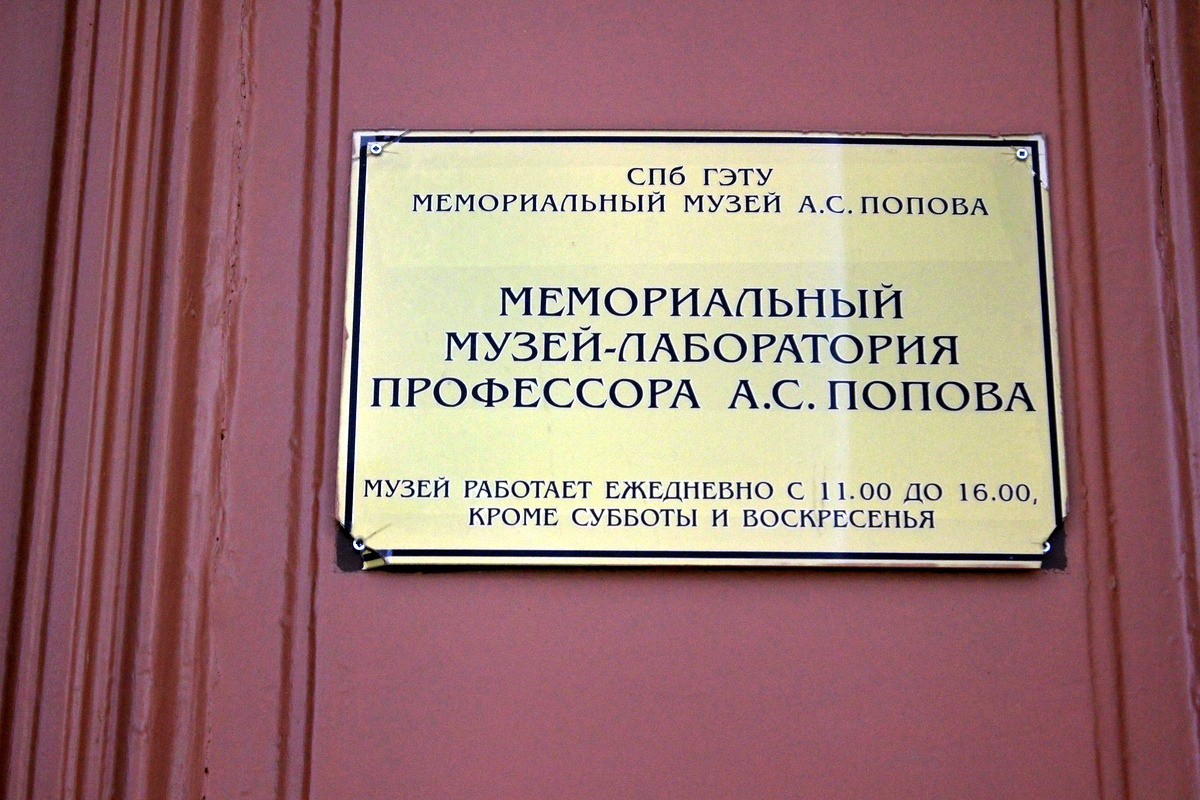 СПб ГЭТУ
МЕМОРИАЛЬНЫЙ МУЗЕЙ А.С. ПОПОВА
МЕМОРИАЛЬНЫЙ
МУЗЕЙ-ЛАБОРАТОРИЯ
ПРОФЕССОРА А.С. ПОПОВА
МУЗЕЙ РАБОТАЕТ ЕЖЕДНЕВНО С 11.00 ДО 16.00,
КРОМЕ СУББОТЫ И ВОСКРЕСЕНЬЯ